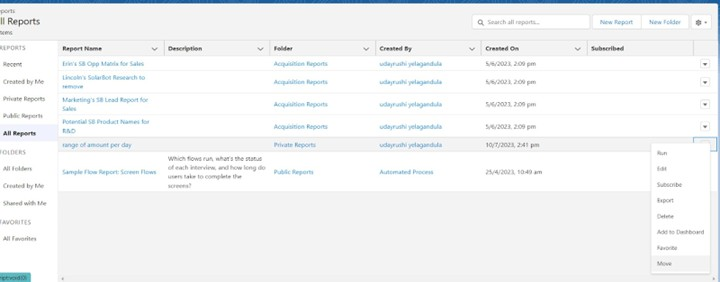 ports
ll Reports
tems
Search all reports...
New Report
New Folder
REPORTS
Recent
Created by Me
Private Reports
Public Reports
All Reports
FOLDERS
All Folders
Created by Me
Shared with Me
FAVORITES
All Favorites
Report Name Description Folder Created By Created On Subscribed
Erin's SB Opp Matrix for Sales Acquisition Reports udayrushi yelagandula 5/6/2023, 2:09 pm
Lincoln's SolarBot Research to Acquisition Reports udayrushi yelagandula 5/6/2023, 2:09 pm
remove
Marketing's SB Lead Report for Acquisition Reports udayrushi yelagandula 5/6/2023, 2:09 pm
Sales
Potential SB Product Names for Acquisition Reports udayrushi yelagandula 5/6/2023, 2:09 pm
R&D
range of amount per day Private Reports udayrushi yelagandula 10/7/2023, 2:41 pm
Which flows run, what's the status
of each interview, and how long do
Sample Flow Report: Screen Flows users take to complete the Public Reports Automated Process 25/4/2023, 10:49 am
screens?
Run
Edit
Subscribe
Export
Delete
Add to Dashboard
Favorite
Move